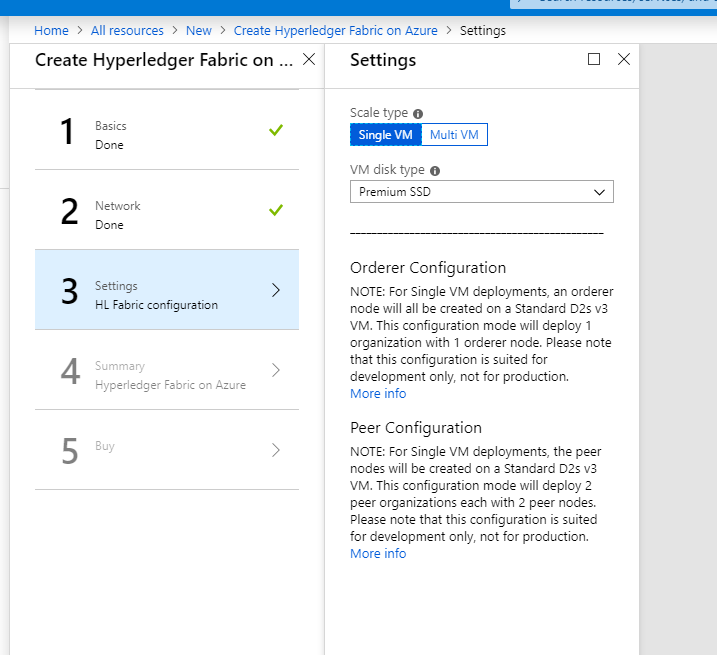 Search resources, services, and
Home > All resources > New > Create Hyperledger Fabric on Azure > Settings
Create Hyperledger Fabric on ...
1
Basics
Done
2
Network
Done
3
Settings
HL Fabric configuration
4
Summary
Hyperledger Fabric on Azure
5
Buy
Settings
Scale type
Single VM Multi VM
VM disk type
Premium SSD
Orderer Configuration
NOTE: For Single VM deployments, an orderer
node will all be created on a Standard D2s v3
VM. This configuration mode will deploy 1
organization with 1 orderer node. Please note
that this configuration is suited for
development only, not for production.
More info
Peer Configuration
NOTE: For Single VM deployments, the peer
nodes will be created on a Standard D2s v3
VM. This configuration mode will deploy 2
peer organizations each with 2 peer nodes.
Please note that this configuration is suited
for development only, not for production.
More info